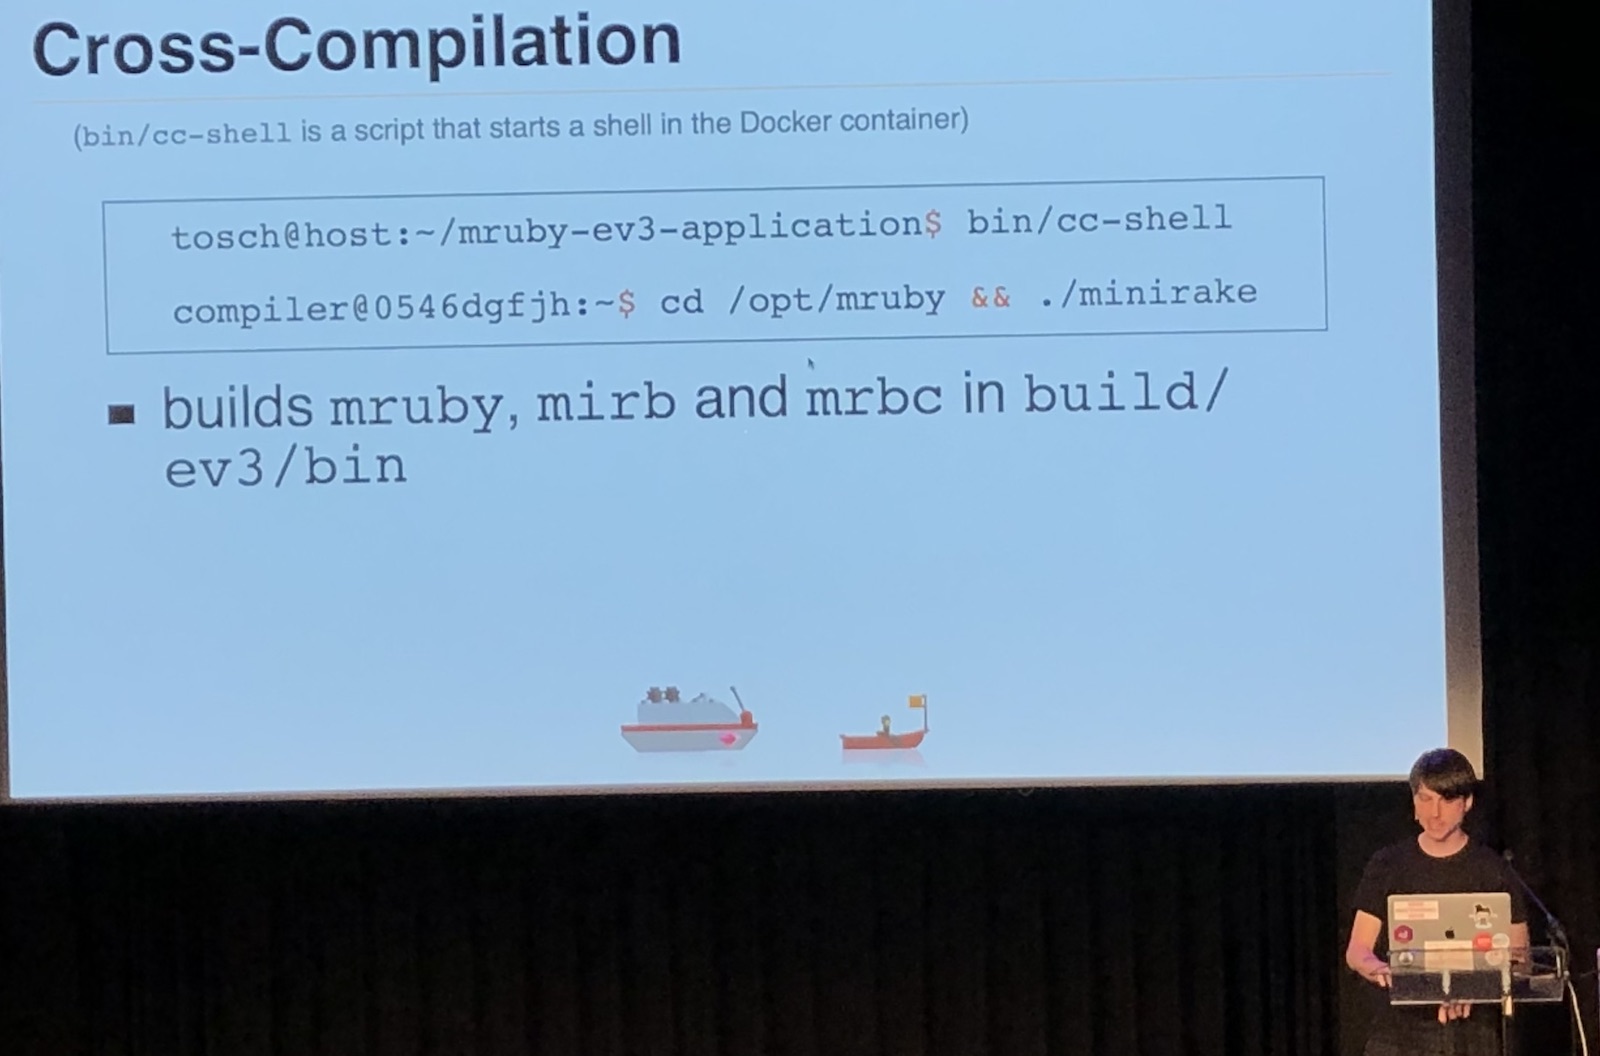 Cross-Compilation
(bin/cc-shell is a script that starts a shell in the Docker container)
tosch@host:~/mruby-ev3-application$ bin/cc-shell
compiler@0546dgfjh:~$ cd /opt/mruby && ./minirake
builds mruby, mirb and mrbc in build/
ev3/bin